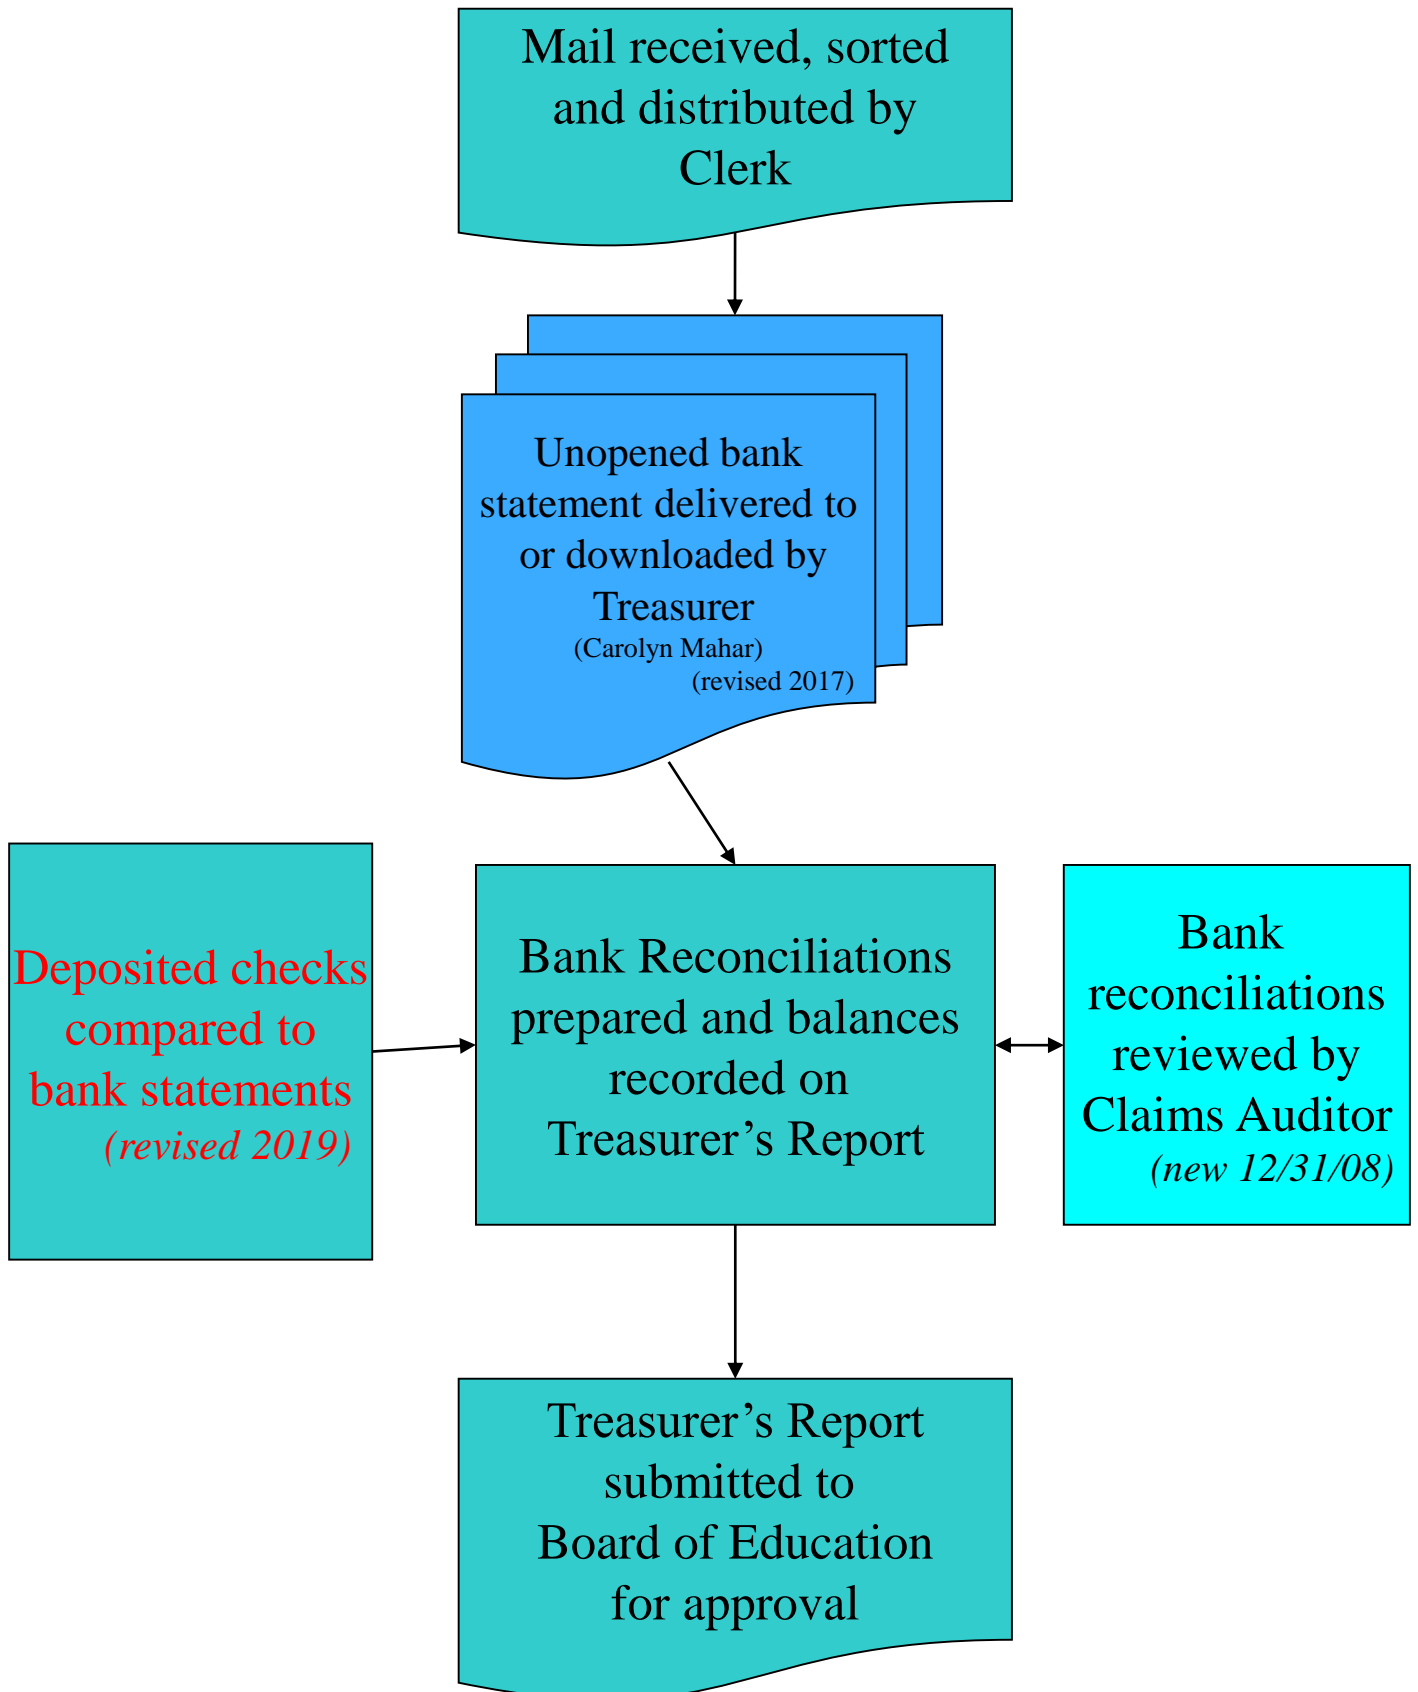 Mail received, sorted
and distributed by
Clerk
Unopened bank
statement delivered to
or downloaded by
Treasurer
(Carolyn Mahar)
(revised 2017)
Deposited checks
compared to
bank statements
(revised 2019)
Bank Reconciliations
prepared and balances
recorded on
Treasurer’s Report
Bank
reconciliations
reviewed by
Claims Auditor
(new 12/31/08)
Treasurer’s Report
submitted to
Board of Education
for approval